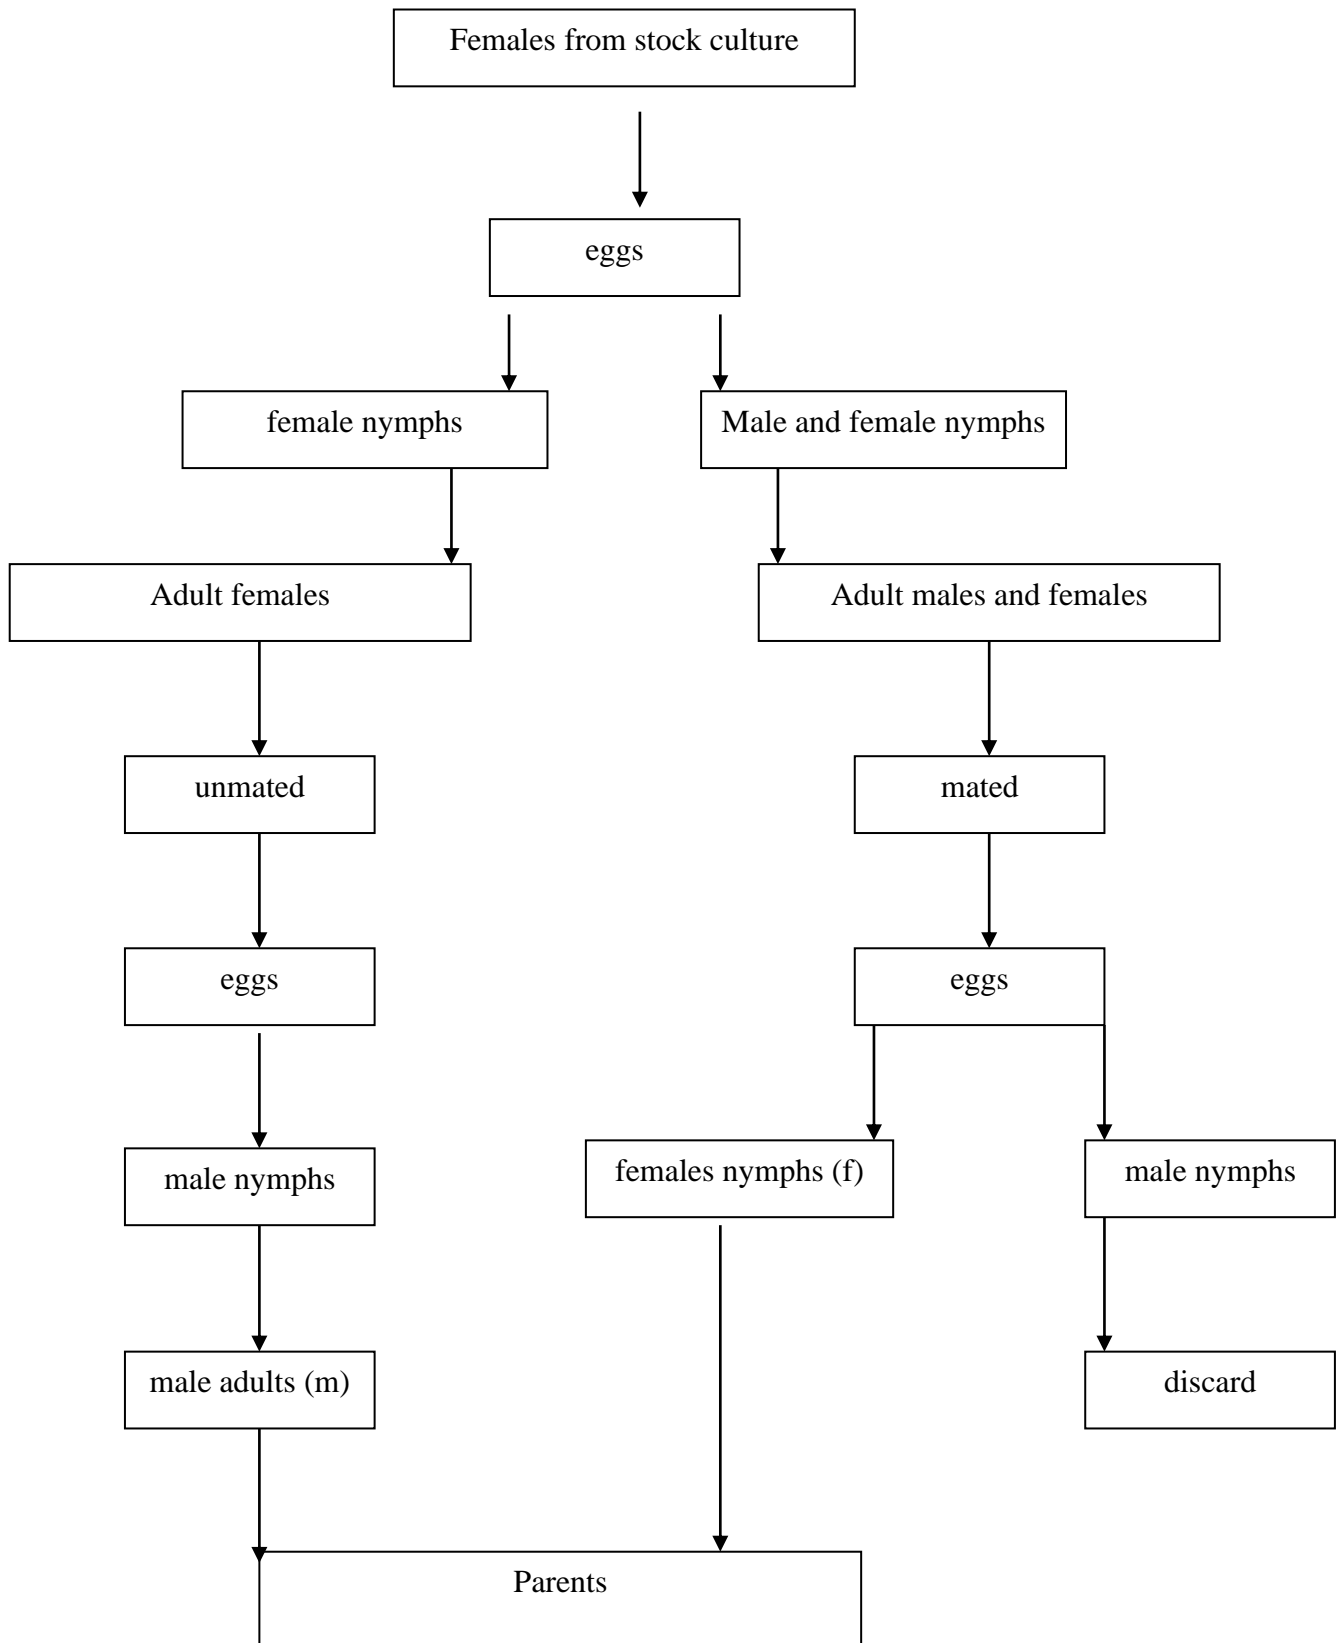 Females from stock culture
eggs
female nymphs
Male and female nymphs
Adult females
Adult males and females
unmated
mated
eggs
eggs
male nymphs
females nymphs (f)
male nymphs
male adults (m)
discard
Parents